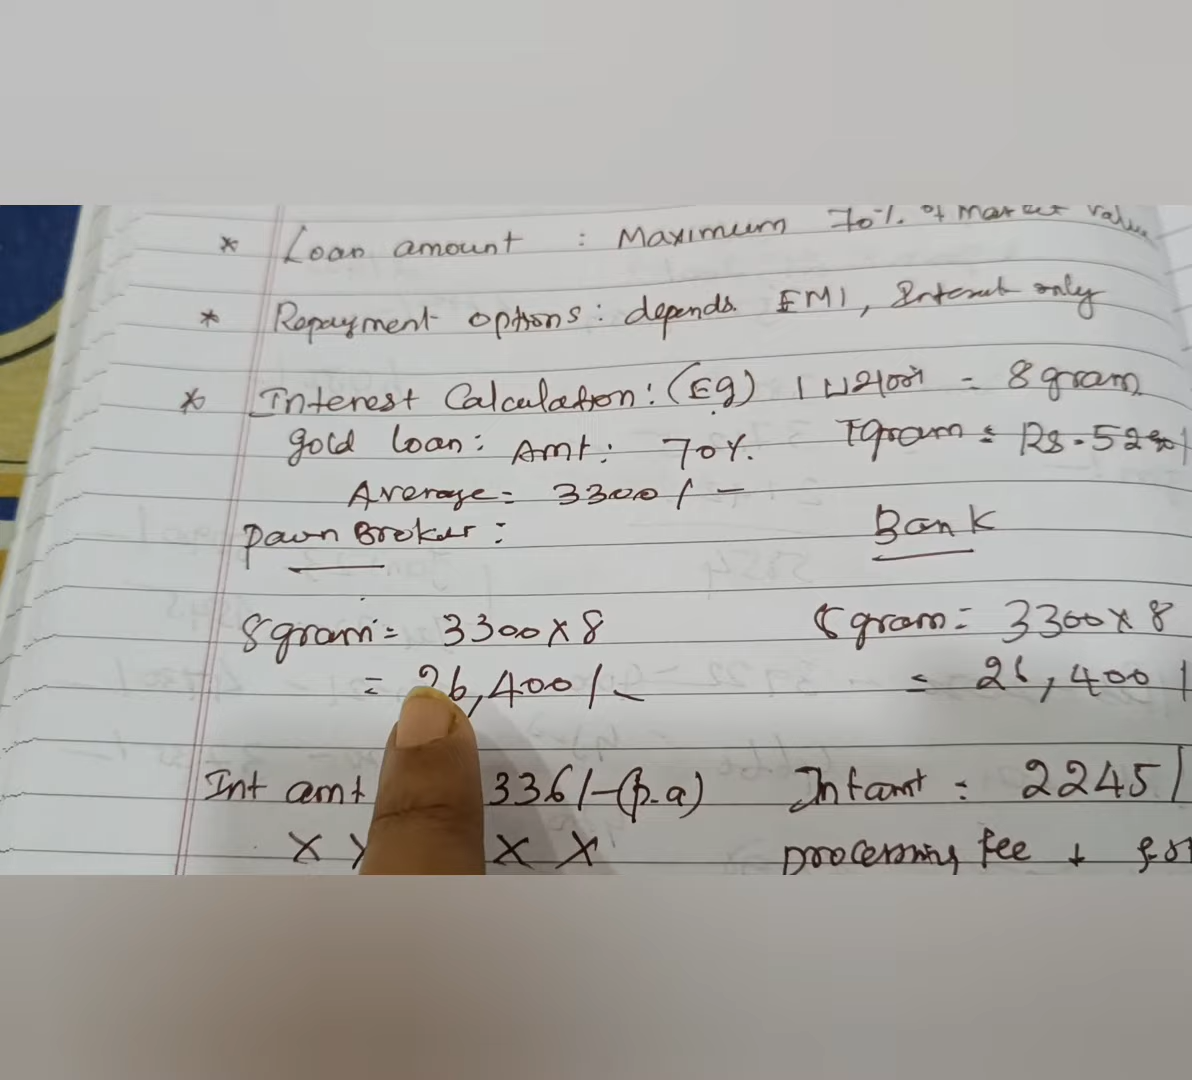 * Loan amount : Maximum 70% of market value
* Repayment options: depends EMI, Interest only
* Interest Calculation: (Eg) 1 பவுன் = 8 gram
gold loan: Amt: 70%. 1gram = Rs.
Average = 3300/-
Pawn Broker: Bank
8 gram = 3300 x 8 8 gram = 3300 x 8
= 26,400/- = 26,400/
Int amt 336/- (p.a) Int amt = 2245/
x x x processing fee +